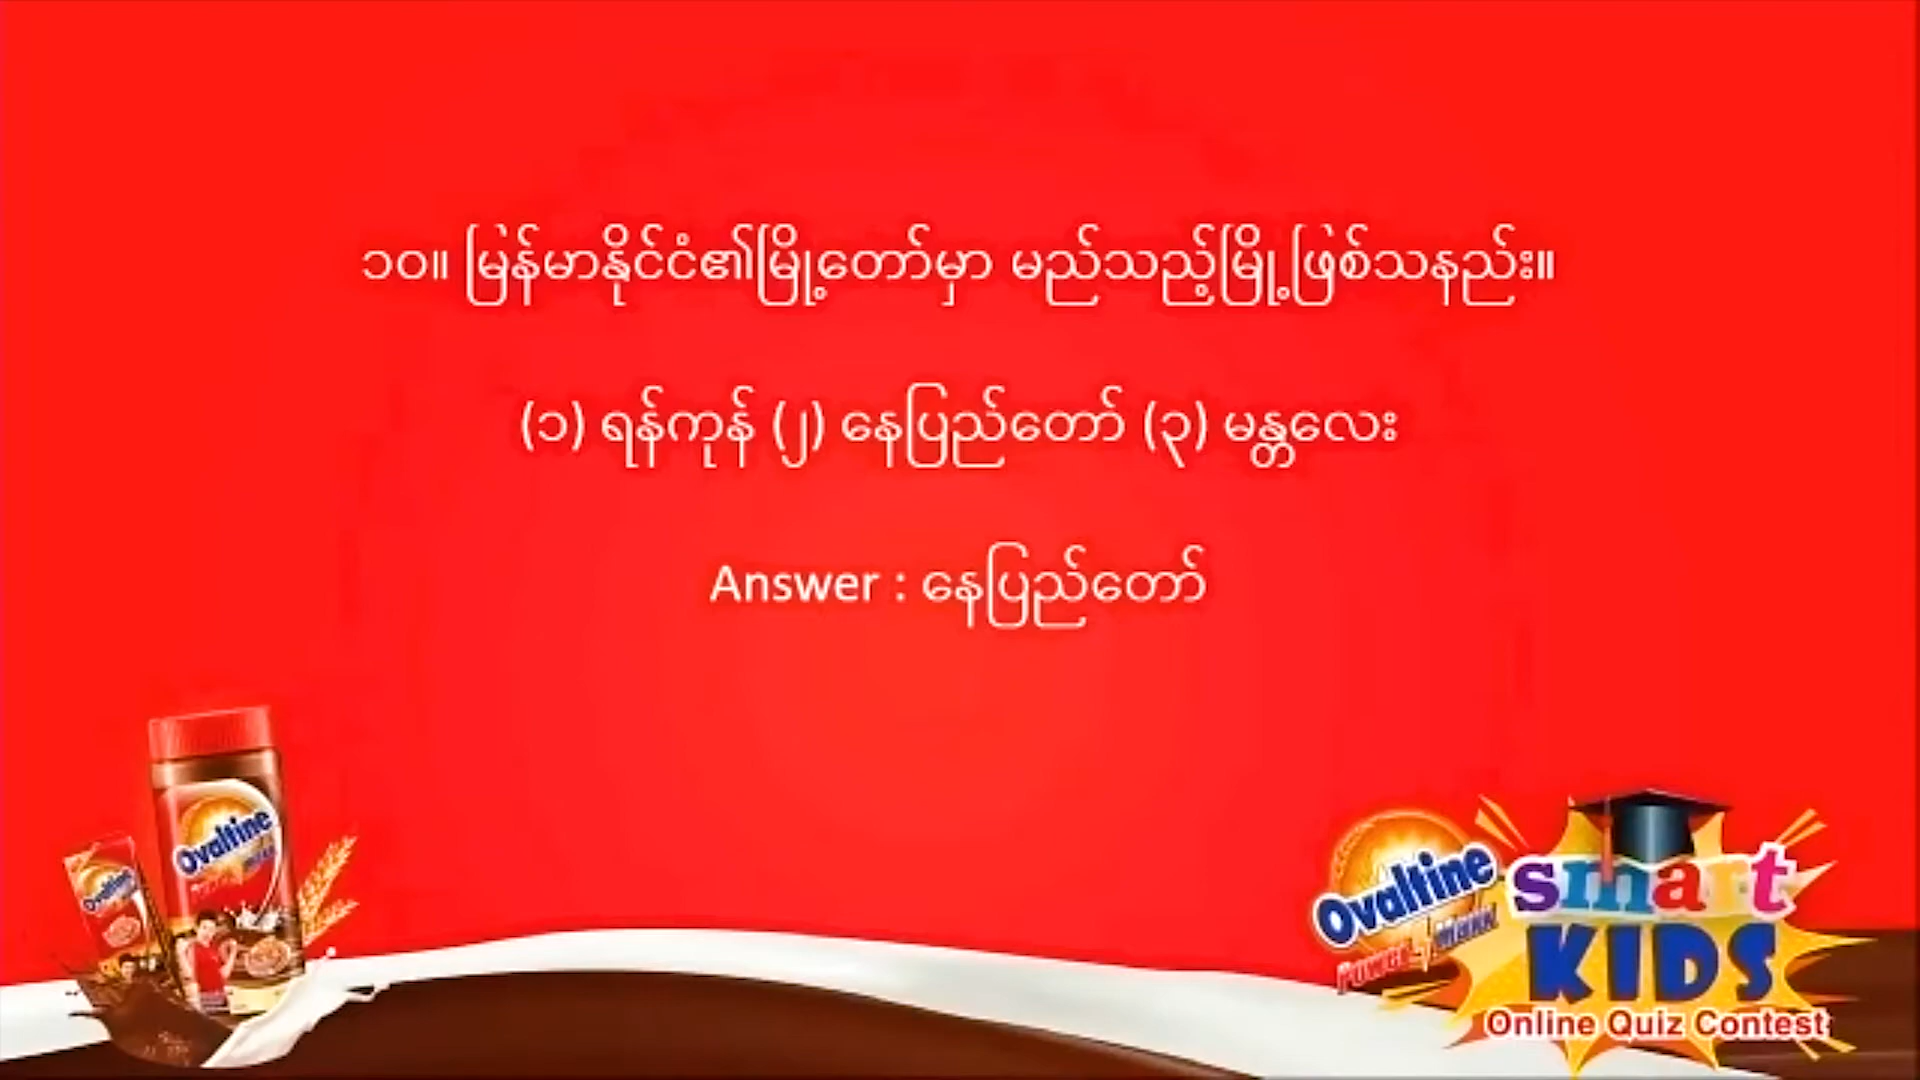 ၁၀။ မြန်မာနိုင်ငံ၏မြို့တော်မှာ မည်သည့်မြို့ဖြစ်သနည်း။
(၁) ရန်ကုန် (၂) နေပြည်တော် (၃) မန္တလေး
Answer : နေပြည်တော်
Ovaltine
Ovaltine
Ovaltine
smart
KIDS
Online Quiz Contest